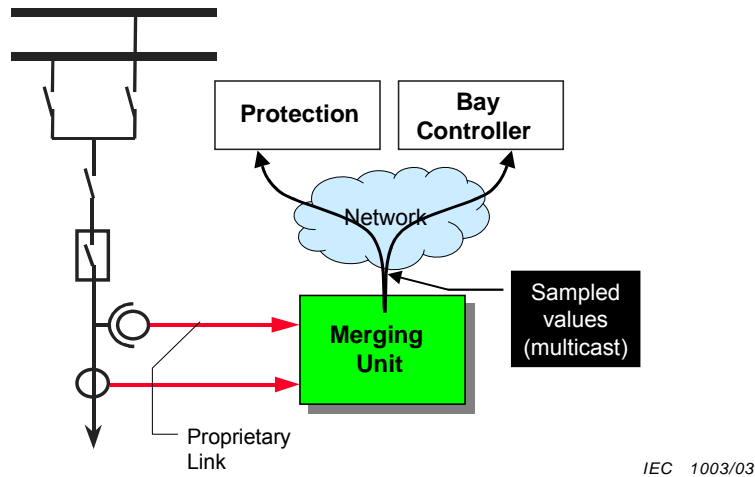 Protection
Bay
Controller
Network
Sampled
values
(multicast)
Merging
Unit
Proprietary
Link
IEC 1003/03